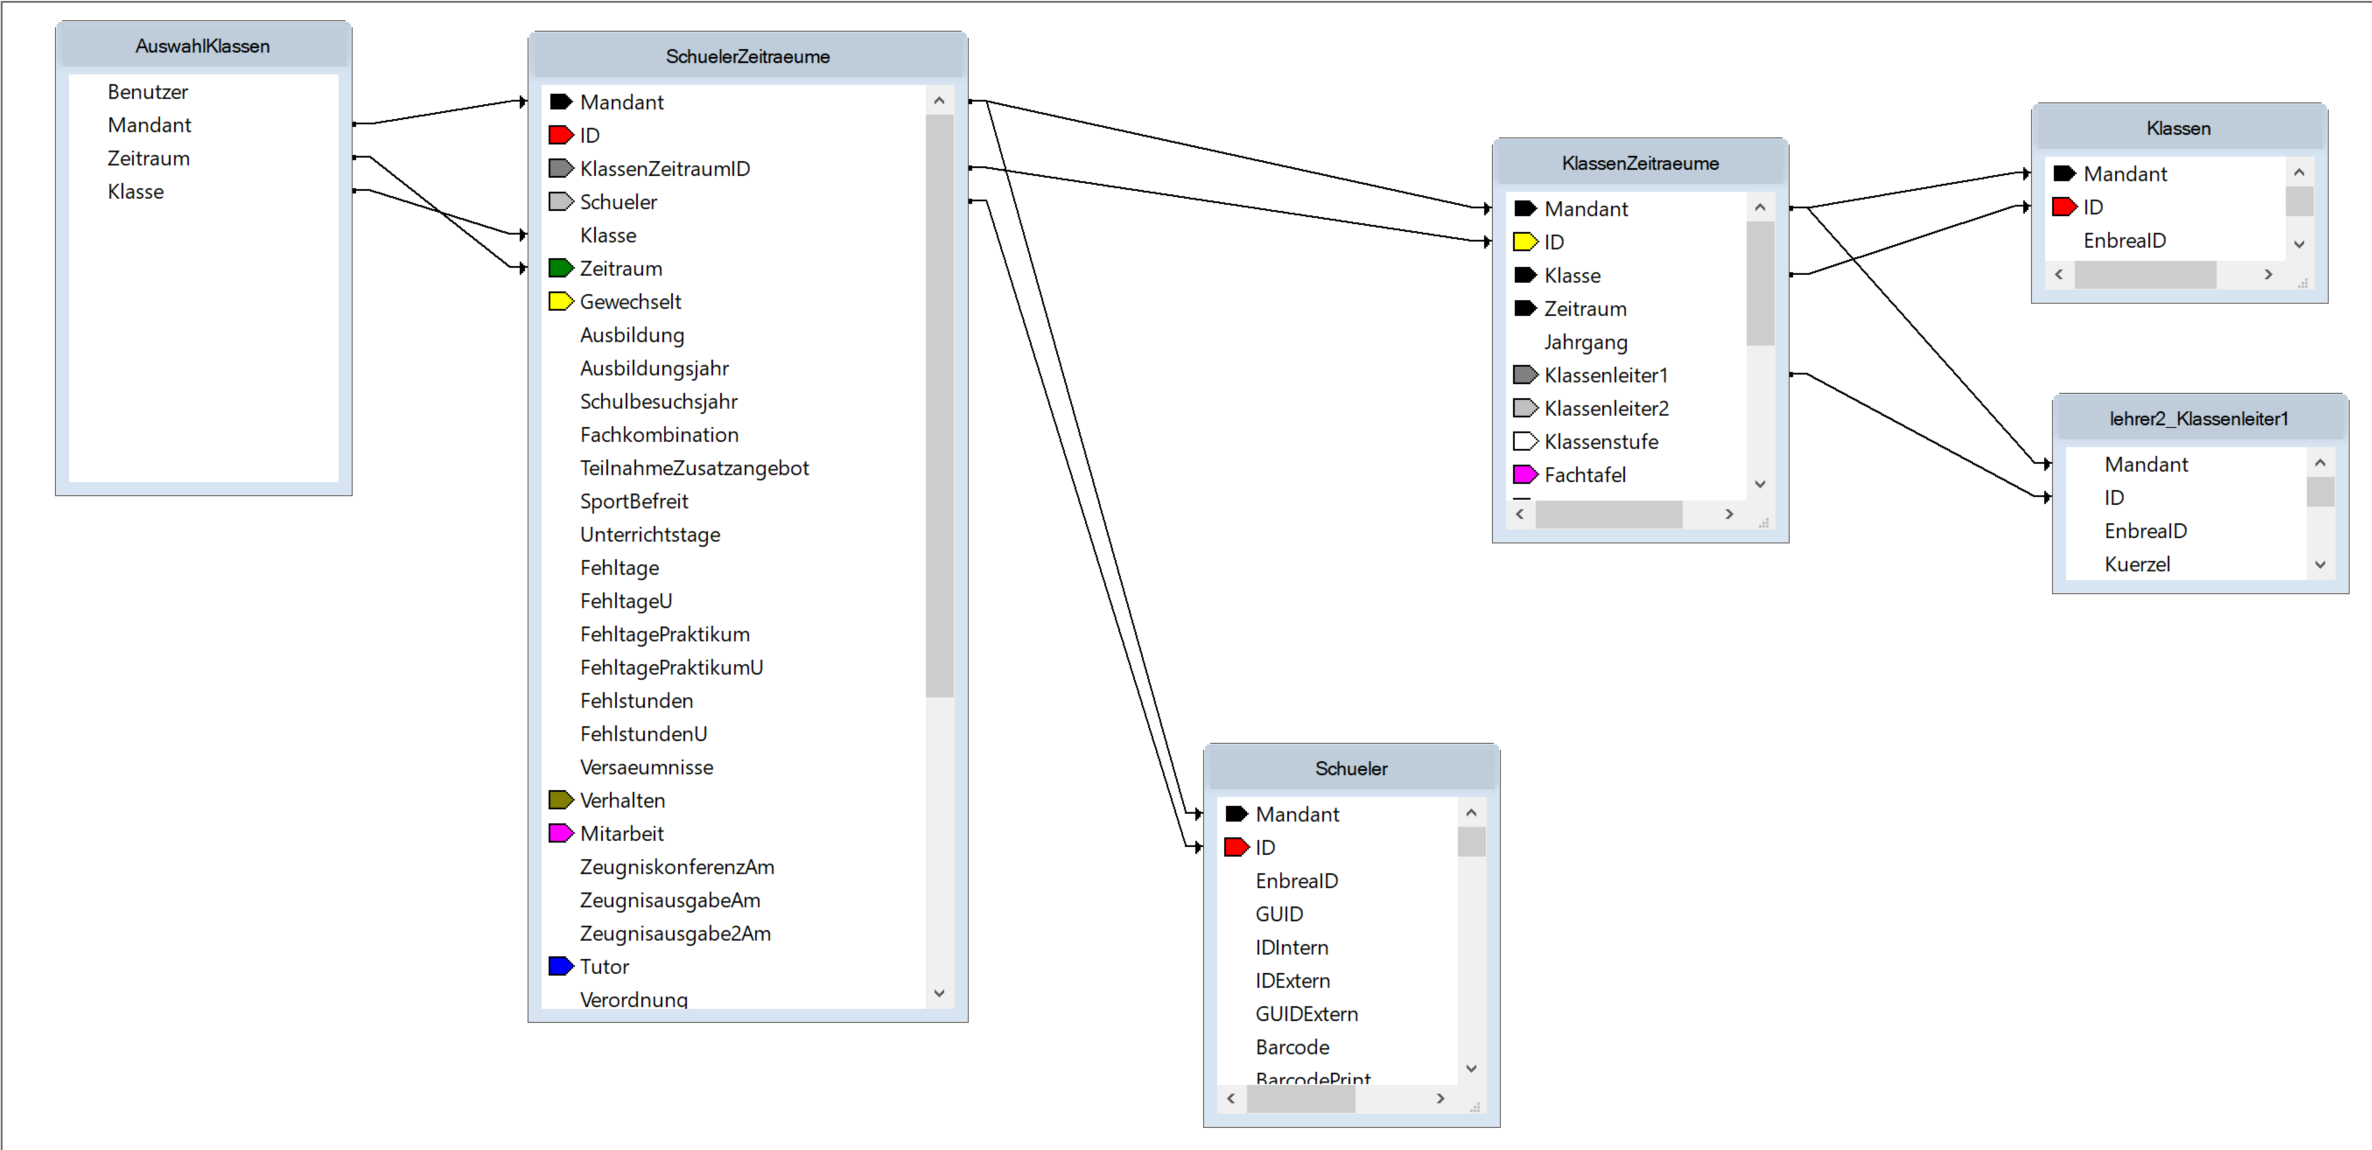 AuswahlKlassen
Benutzer
Mandant
Zeitraum
Klasse
SchuelerZeitraeume
Mandant
ID
KlassenZeitraumID
Schueler
Klasse
Zeitraum
Gewechselt
Ausbildung
Ausbildungsjahr
Schulbesuchsjahr
Fachkombination
TeilnahmeZusatzangebot
SportBefreit
Unterrichtstage
Fehltage
FehltageU
FehltagePraktikum
FehltagePraktikumU
Fehlstunden
FehlstundenU
Versaeumnisse
Verhalten
Mitarbeit
ZeugniskonferenzAm
ZeugnisausgabeAm
Zeugnisausgabe2Am
Tutor
Verordnung
KlassenZeitraeume
Mandant
ID
Klasse
Zeitraum
Jahrgang
Klassenleiter1
Klassenleiter2
Klassenstufe
Fachtafel
Klassen
Mandant
ID
EnbreaID
lehrer2_Klassenleiter1
Mandant
ID
EnbreaID
Kuerzel
Schueler
Mandant
ID
EnbreaID
GUID
IDIntern
IDExtern
GUIDExtern
Barcode
BarcodePrint